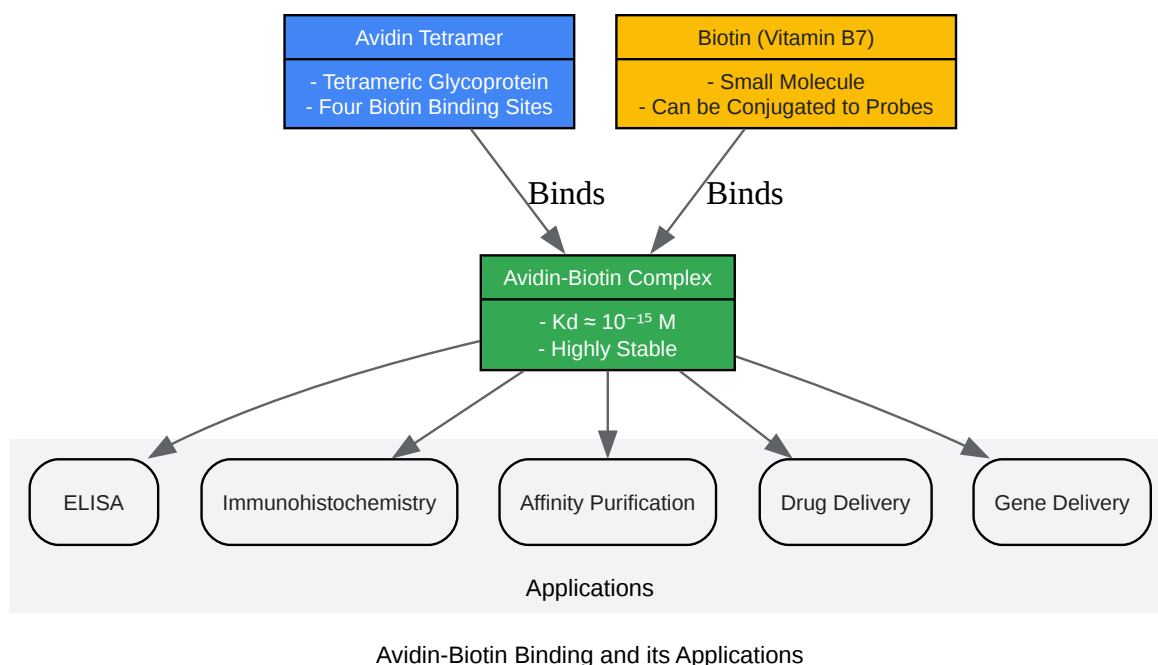 Avidin Tetramer
- Tetrameric Glycoprotein
- Four Biotin Binding Sites
Biotin (Vitamin B7)
- Small Molecule
- Can be Conjugated to Probes
Binds
Binds
Avidin-Biotin Complex
- Kd ≈ 10⁻¹⁵ M
- Highly Stable
ELISA
Immunohistochemistry
Affinity Purification
Drug Delivery
Gene Delivery
Applications
Avidin-Biotin Binding and its Applications